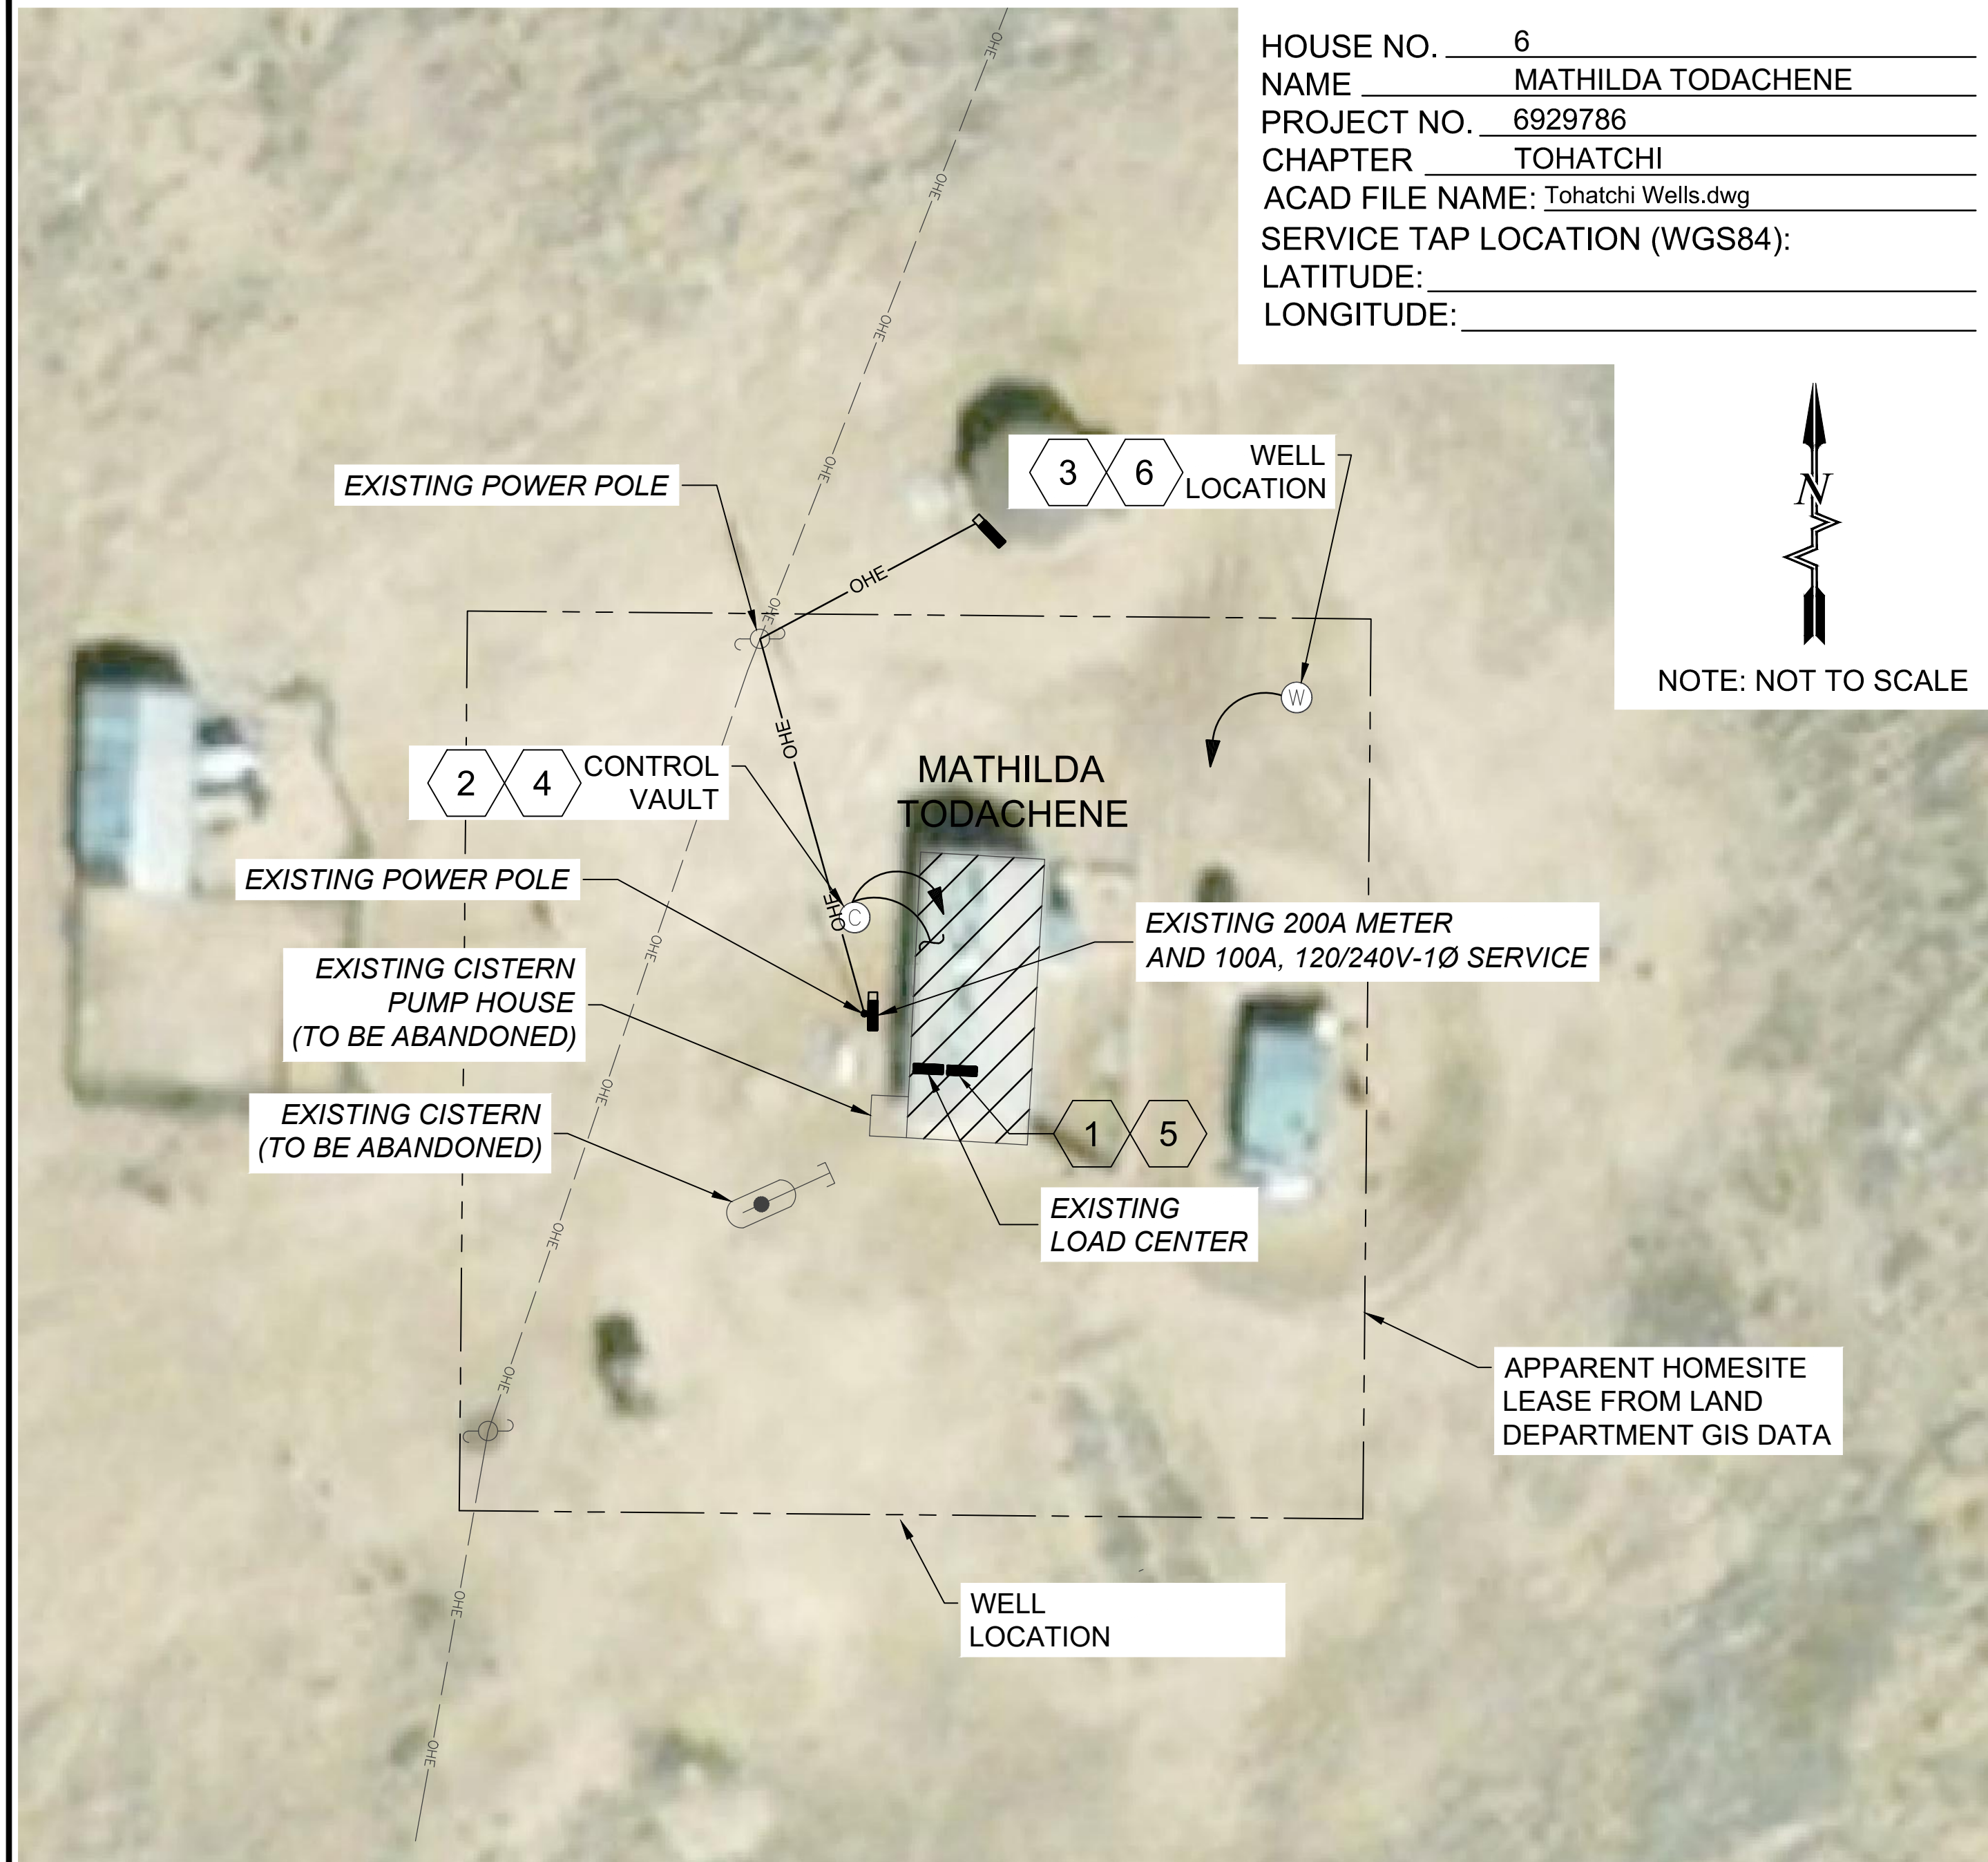 HOUSE NO. 6
NAME MATHILDA TODACHENE
PROJECT NO. 6929786
CHAPTER TOHATCHI
ACAD FILE NAME: Tohatchi Wells.dwg
SERVICE TAP LOCATION (WGS84):
LATITUDE:
LONGITUDE:
N
NOTE: NOT TO SCALE
OHE
OHE
OHE
OHE
3 6 WELL
LOCATION
EXISTING POWER POLE
OHE
OHE
W
OHE
MATHILDA
TODACHENE
2 4 CONTROL
VAULT
EXISTING POWER POLE
OHE
C
EXISTING 200A METER
AND 100A, 120/240V-1Ø SERVICE
OHE
EXISTING CISTERN
PUMP HOUSE
(TO BE ABANDONED)
OHE
EXISTING CISTERN
(TO BE ABANDONED)
1 5
EXISTING
LOAD CENTER
OHE
OHE
APPARENT HOMESITE
LEASE FROM LAND
DEPARTMENT GIS DATA
WELL
LOCATION
OHE
OHE